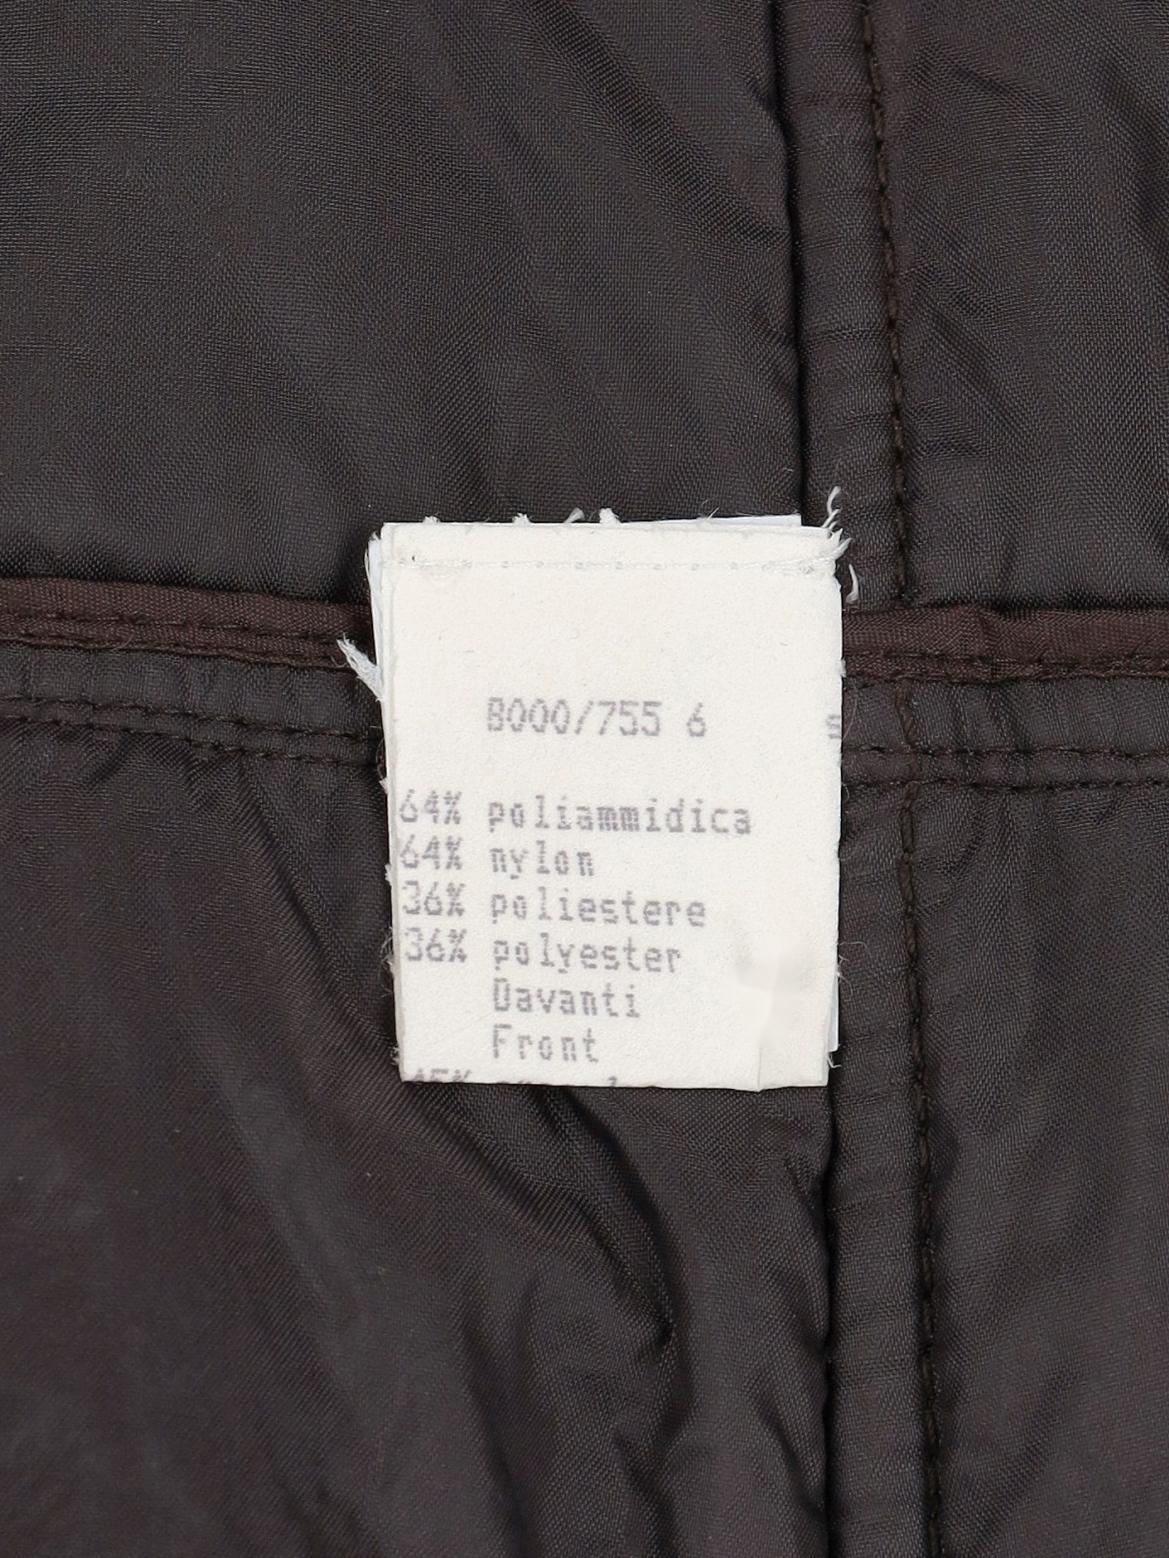 B000/755 6
64% poliammidica
64% nylon
36% poliestere
36% polyester
Davanti
Front